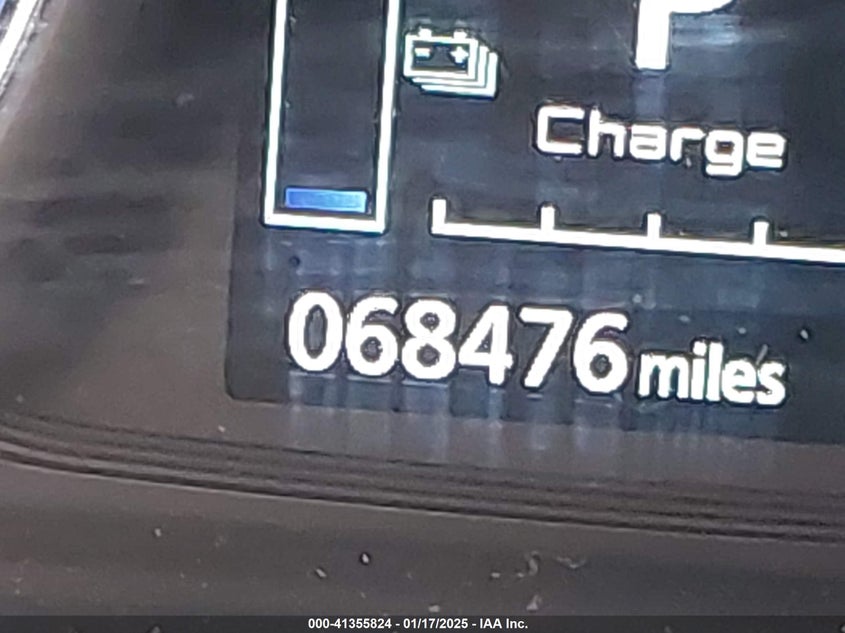 P
Charge
068476 miles
000-41355824 - 01/17/2025 - IAA Inc.